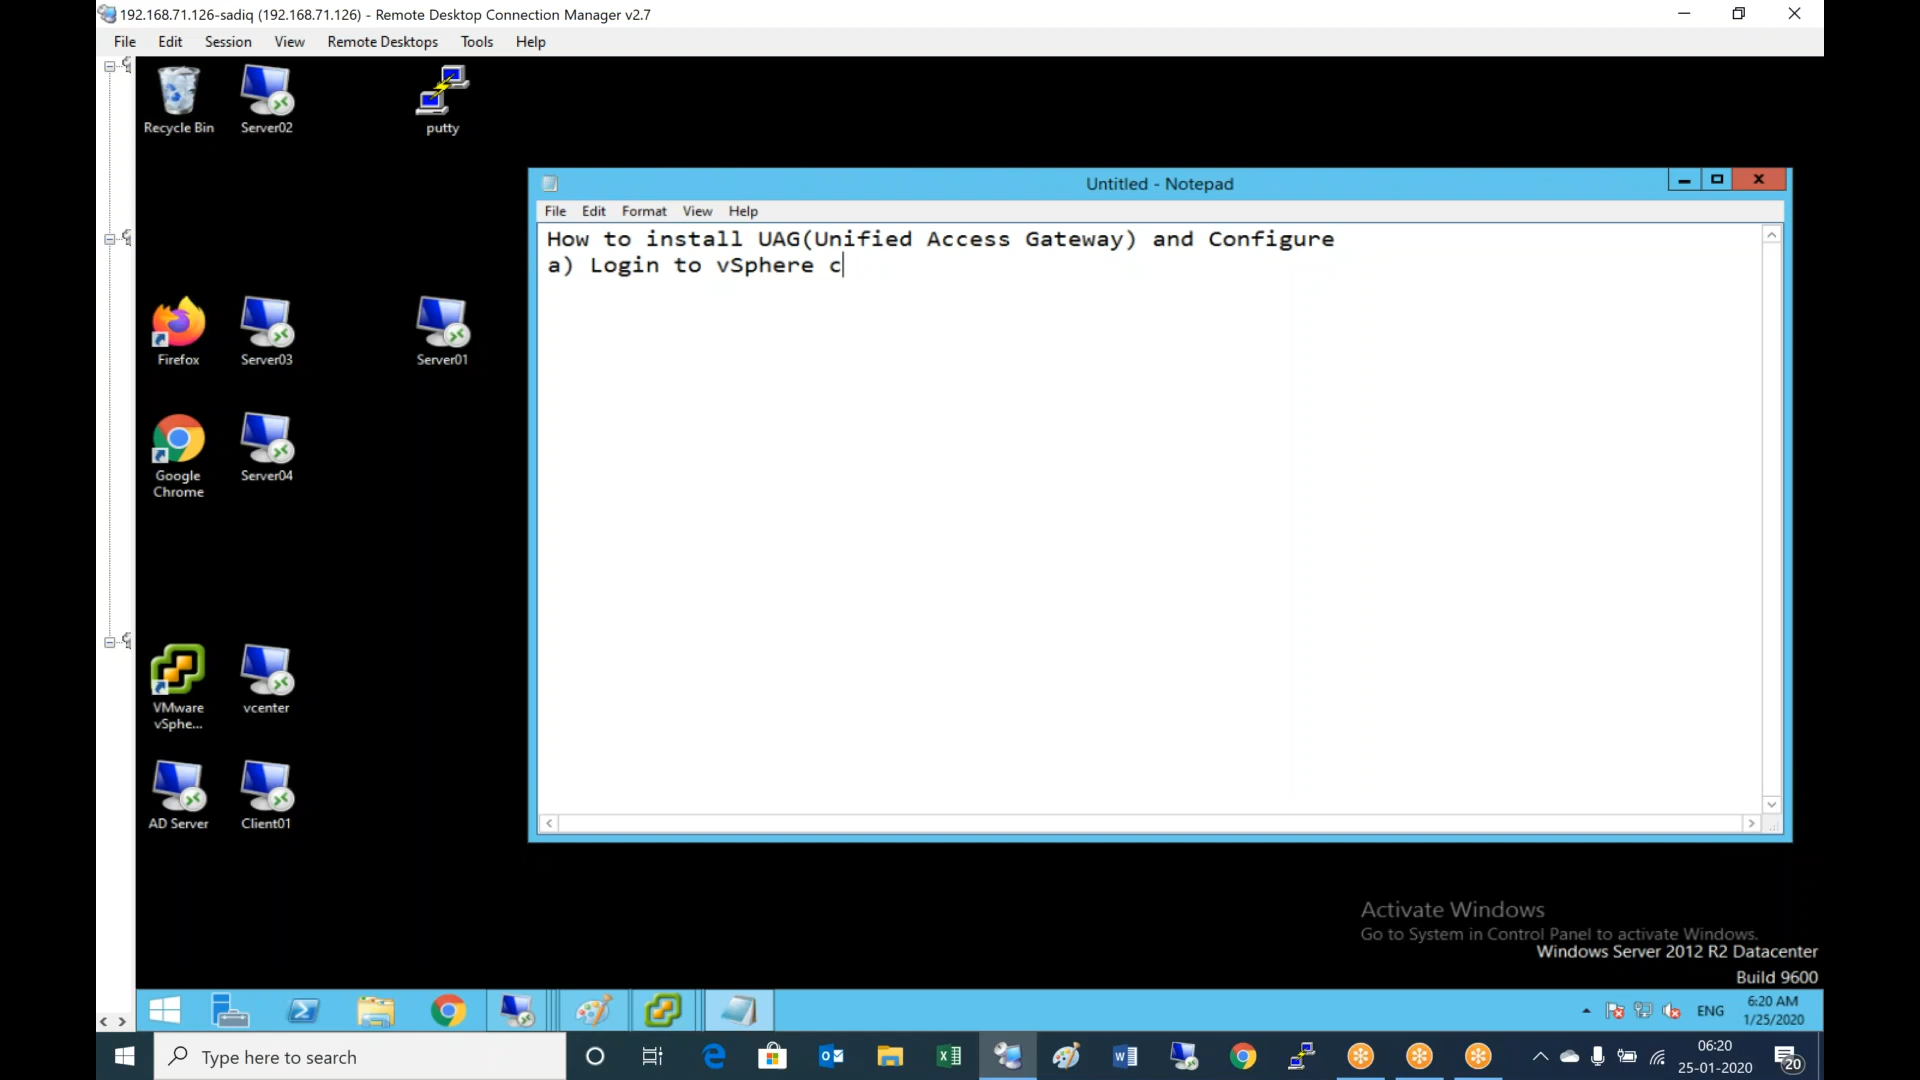 192.168.71.126-sadiq (192.168.71.126) - Remote Desktop Connection Manager v2.7
File Edit Session View Remote Desktops Tools Help
Recycle Bin
Server02
putty
Untitled - Notepad
File Edit Format View Help
How to install UAG(Unified Access Gateway) and Configure
a) Login to vSphere c
Firefox
Server03
Server01
Google
Chrome
Server04
VMware
vSphe...
vcenter
AD Server
Client01
Activate Windows
Go to System in Control Panel to activate Windows.
Windows Server 2012 R2 Datacenter
Build 9600
ENG
6:20 AM
1/25/2020
Type here to search
06:20
25-01-2020
20